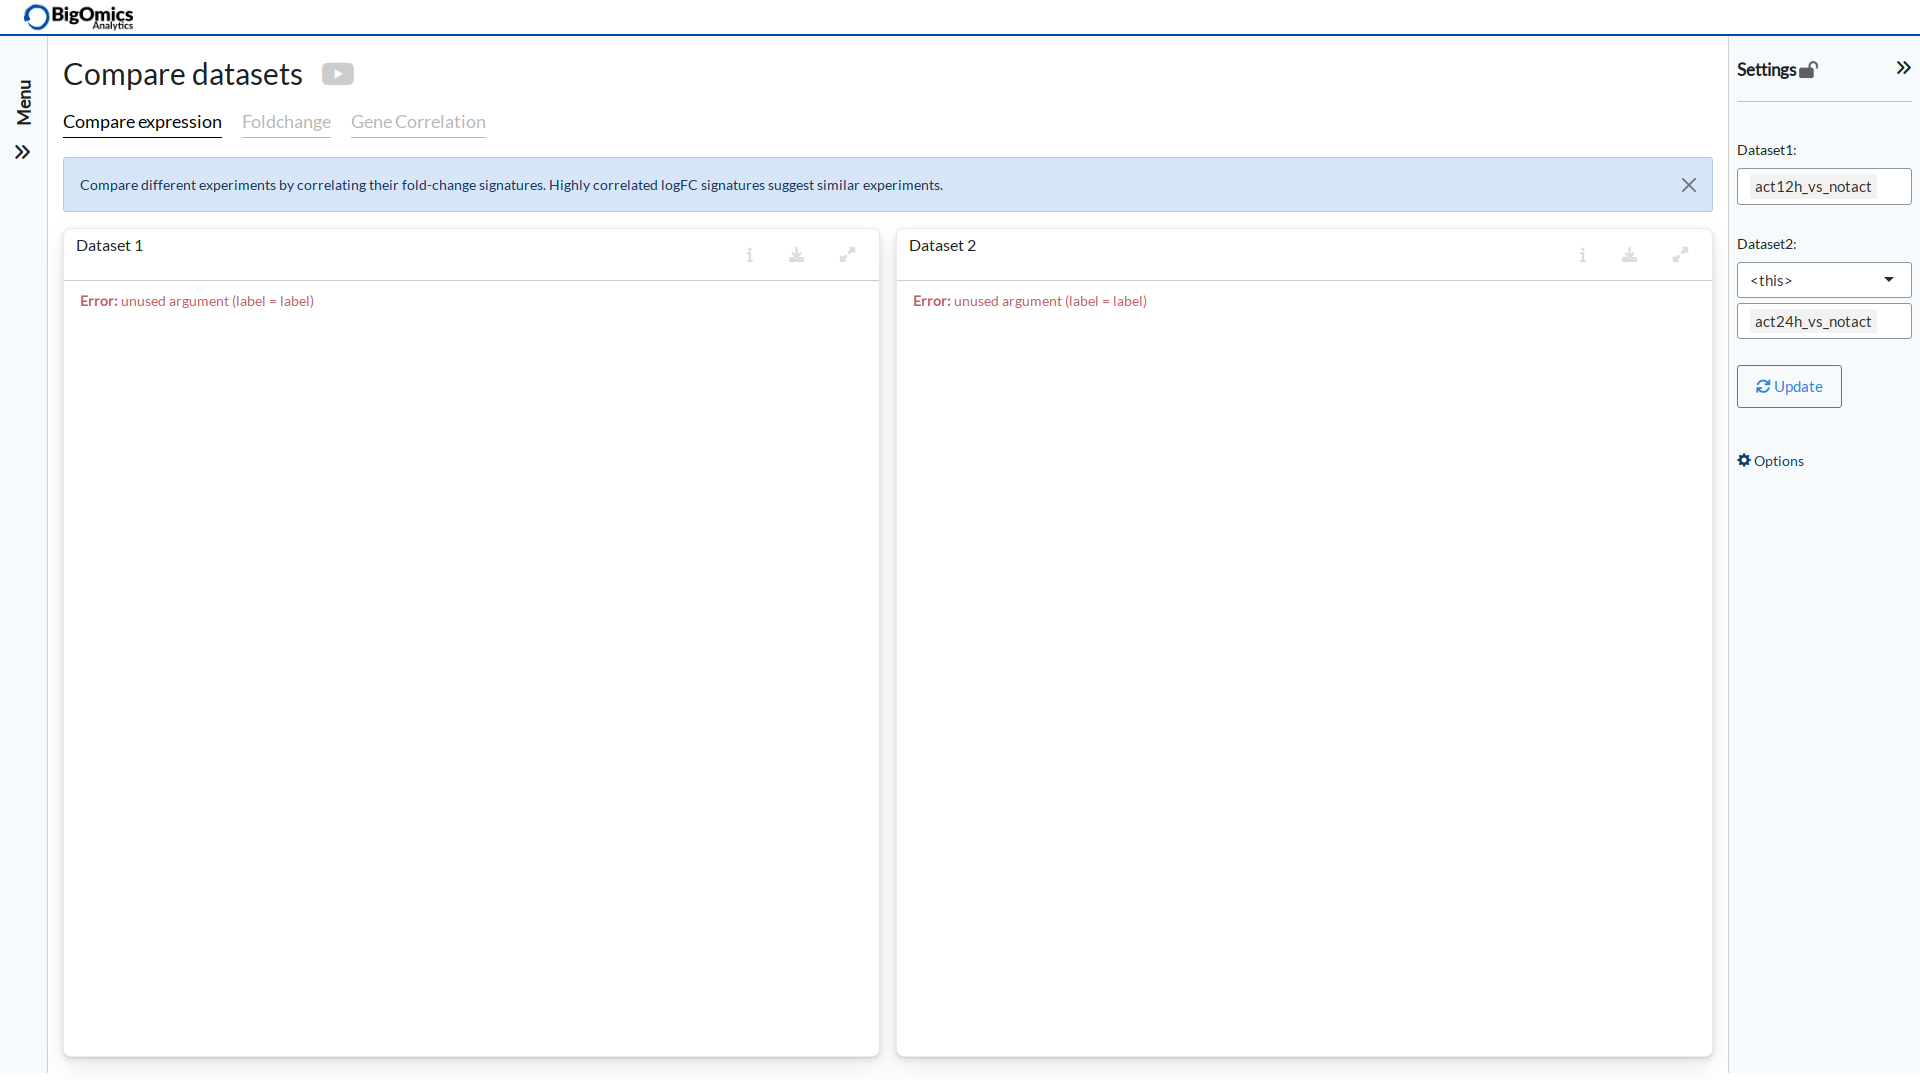 BigOmics
Analytics
Menu
Compare datasets
Compare expression Foldchange Gene Correlation
Compare different experiments by correlating their fold-change signatures. Highly correlated logFC signatures suggest similar experiments.
Dataset 1
Error: unused argument (label = label)
Dataset 2
Error: unused argument (label = label)
Settings
Dataset1:
act12h_vs_notact
Dataset2:
<this>
act24h_vs_notact
Update
Options